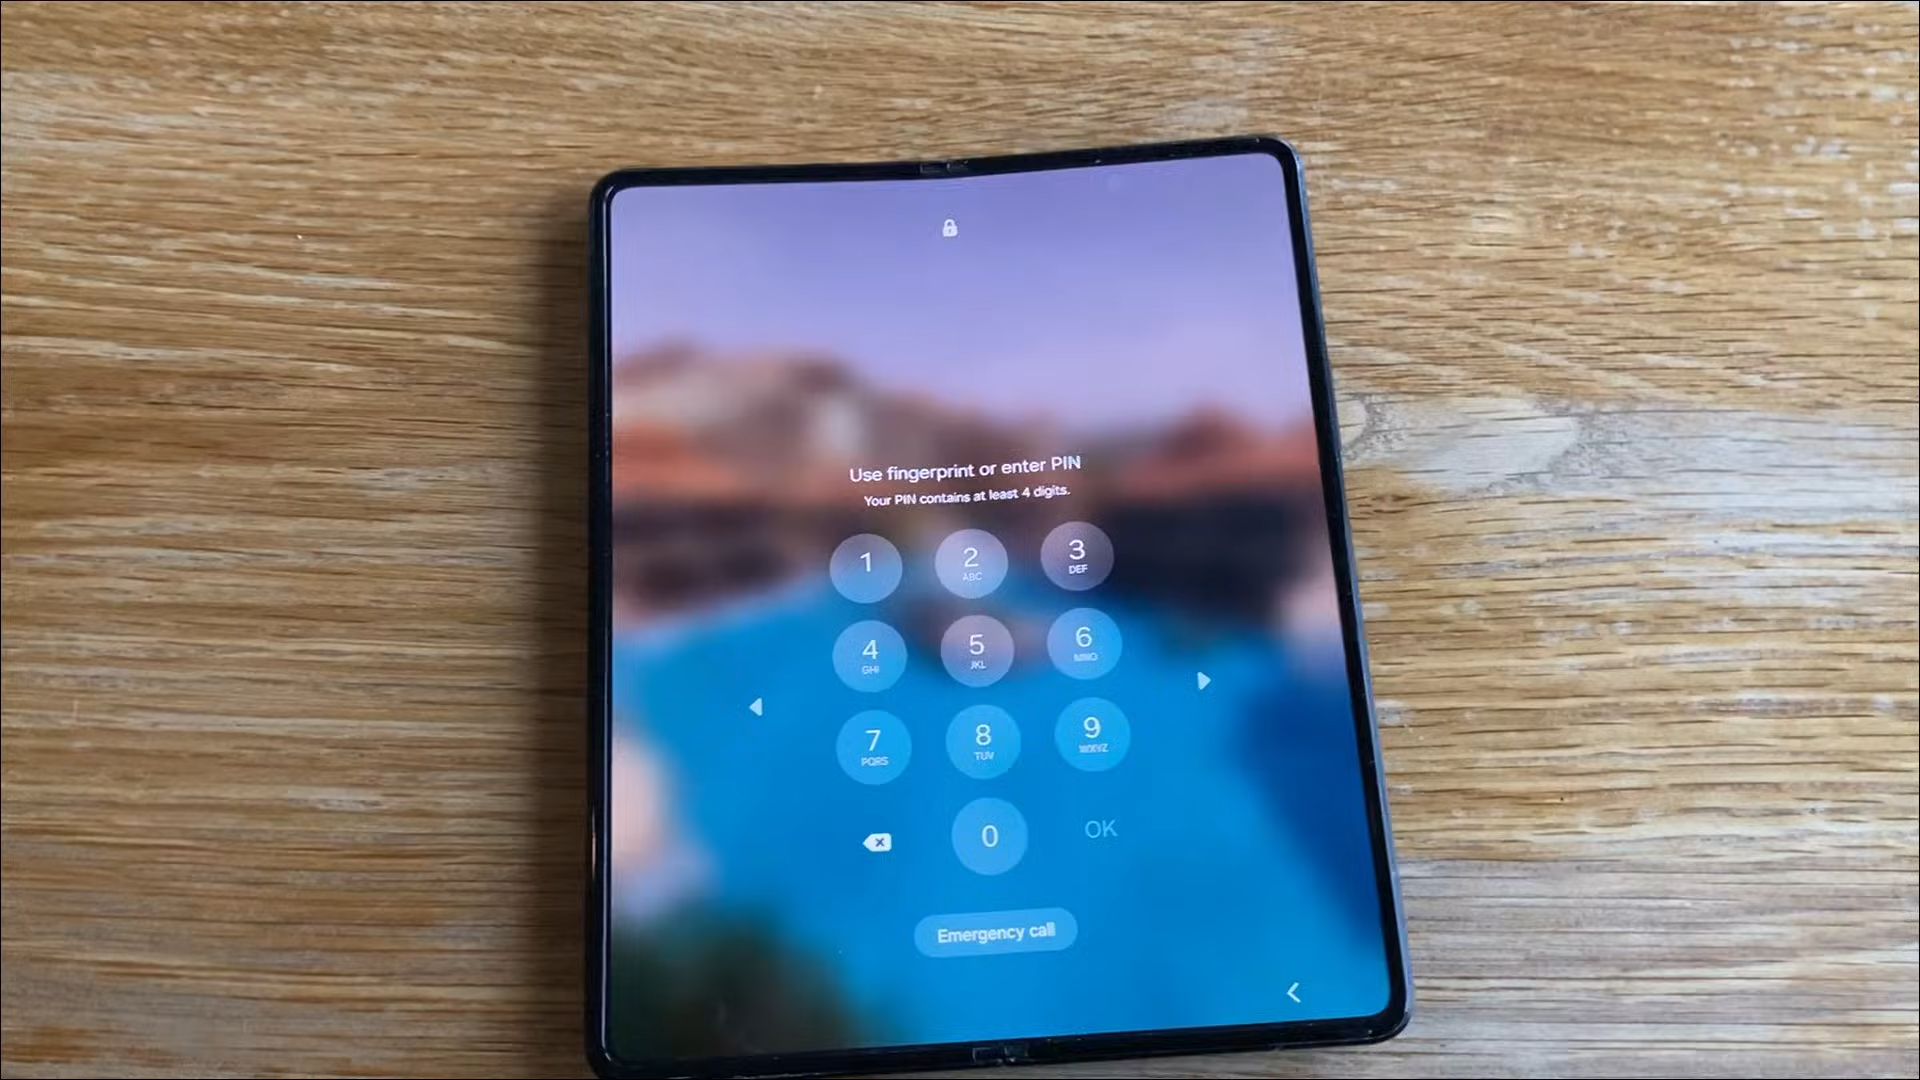 Use fingerprint or enter PIN
Your PIN contains at least 4 digits.
1 2 3
ABC DEF
4 5 6
GHI JKL MNO
7 8 9
PQRS TUV WXYZ
0 OK
Emergency call